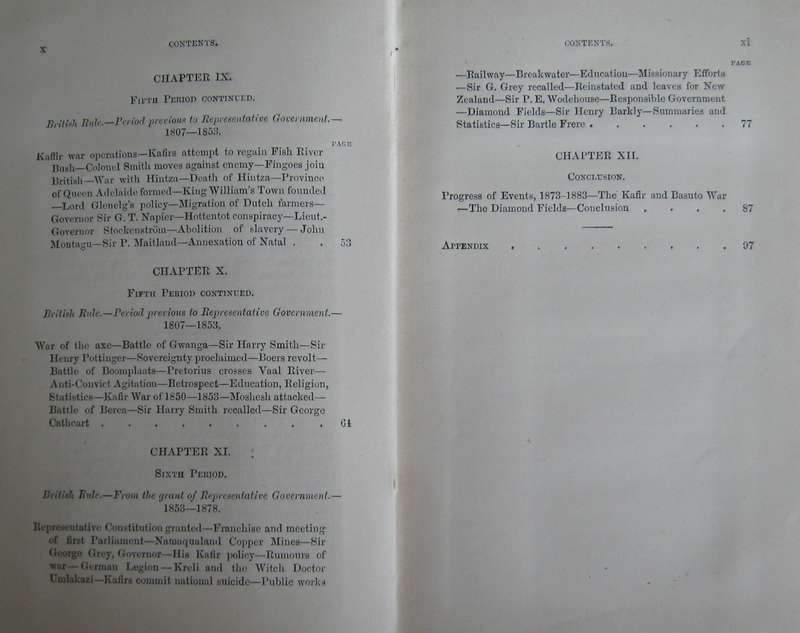 x
CONTENTS.
CHAPTER IX.
FIFTH PERIOD CONTINUED.
British Rule.—Period previous to Representative Government.—
1807—1853.
PAGE
Kaffir war operations—Kafirs attempt to regain Fish River
Bush—Colonel Smith moves against enemy—Fingoes join
British—War with Hintza—Death of Hintza—Province
of Queen Adelaide formed—King William's Town founded
—Lord Glenelg's policy—Migration of Dutch farmers—
Governor Sir G. T. Napier—Hottentot conspiracy—Lieut.-
Governor Stockenström—Abolition of slavery — John
Montagu—Sir P. Maitland—Annexation of Natal . . 53
CHAPTER X.
FIFTH PERIOD CONTINUED.
British Rule.—Period previous to Representative Government.—
1807—1853.
War of the axe—Battle of Gwanga—Sir Harry Smith—Sir
Henry Pottinger—Sovereignty proclaimed—Boers revolt—
Battle of Boomplaats—Pretorius crosses Vaal River—
Anti-Convict Agitation—Retrospect—Education, Religion,
Statistics—Kafir War of 1850—1853—Moshesh attacked—
Battle of Berea—Sir Harry Smith recalled—Sir George
Cathcart . . . . . . . . . 64
CHAPTER XI.
SIXTH PERIOD.
British Rule.—From the grant of Representative Government.—
1853—1878.
Representative Constitution granted—Franchise and meeting
of first Parliament—Namaqualand Copper Mines—Sir
George Grey, Governor—His Kafir policy—Rumours of
war — German Legion — Kreli and the Witch Doctor
Umlakazi—Kafirs commit national suicide—Public works
CONTENTS.
xi
PAGE
—Railway—Breakwater—Education—Missionary Efforts
—Sir G. Grey recalled—Reinstated and leaves for New
Zealand—Sir P. E. Wodehouse—Responsible Government
—Diamond Fields—Sir Henry Barkly—Summaries and
Statistics—Sir Bartle Frere . . . . . . 77
CHAPTER XII.
CONCLUSION.
Progress of Events, 1873-1883—The Kafir and Basuto War
—The Diamond Fields—Conclusion . . . . 87
APPENDIX . . . . . . . . . 97